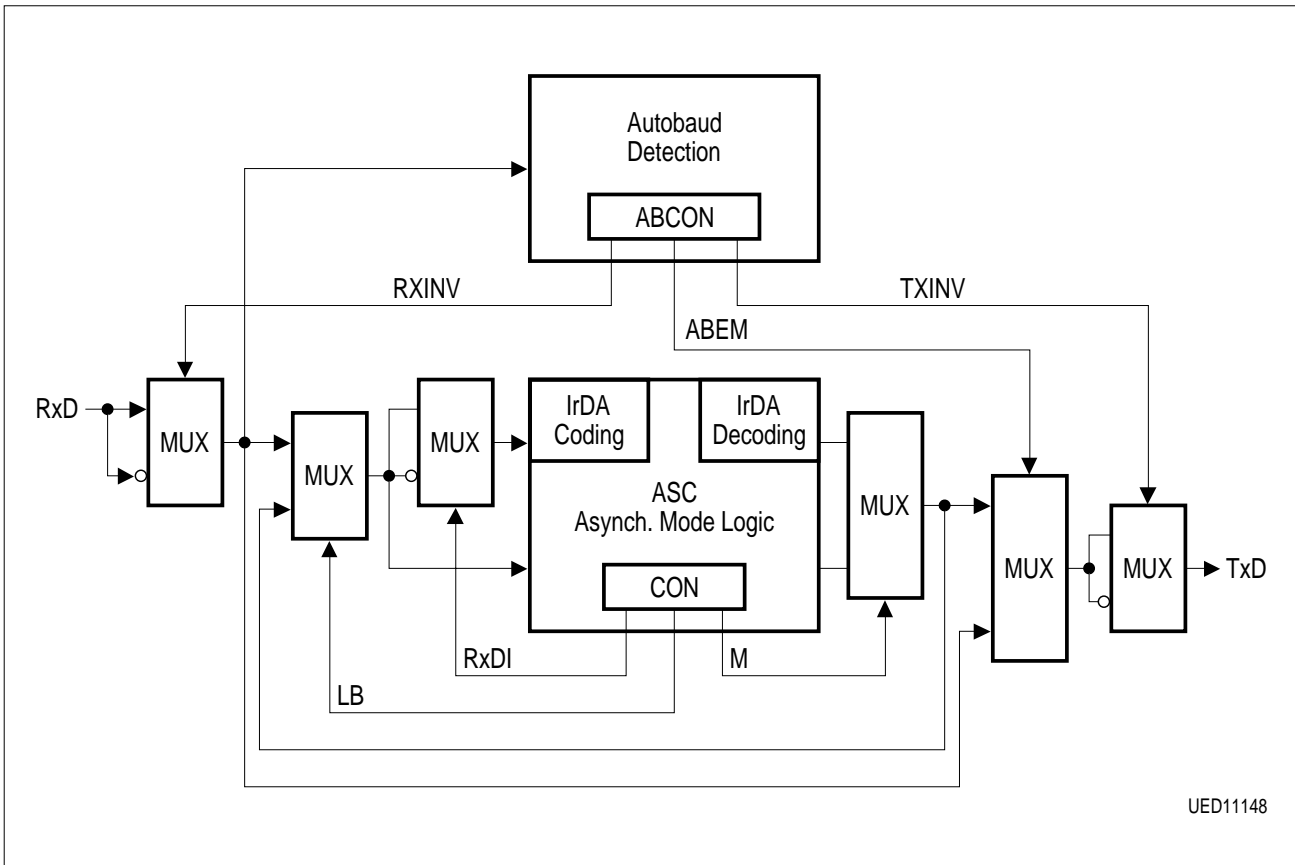 Autobaud
Detection
ABCON
RXINV
TXINV
ABEM
RxD
MUX
MUX
MUX
IrDA
Coding
IrDA
Decoding
ASC
Asynch. Mode Logic
CON
MUX
MUX
MUX
TxD
RxDI
M
LB
UED11148